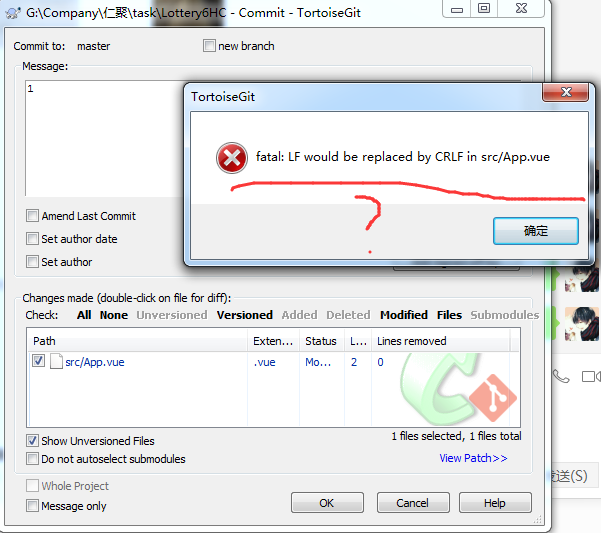 G:\Company\仁聚\task\Lottery6HC - Commit - TortoiseGit
Commit to: master new branch
Message:
1
TortoiseGit
fatal: LF would be replaced by CRLF in src/App.vue
?
确定
Amend Last Commit
Set author date
Set author
Changes made (double-click on file for diff):
Check: All None Unversioned Versioned Added Deleted Modified Files Submodules
Path Exten... Status L... Lines removed
src/App.vue .vue Mo... 2 0
Show Unversioned Files 1 files selected, 1 files total
Do not autoselect submodules View Patch>>
Whole Project
Message only
OK Cancel Help
送(S)